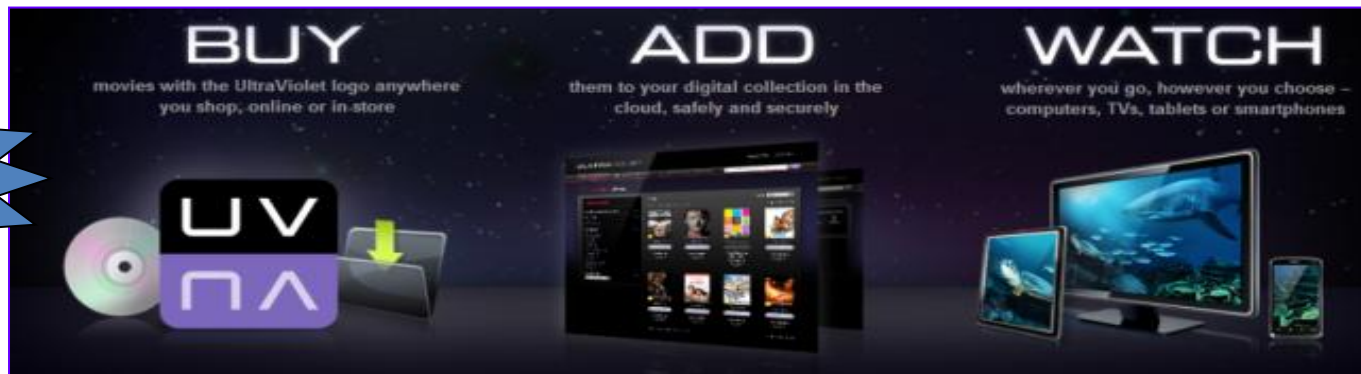 BUY
movies with the UltraViolet logo anywhere
you shop, online or in-store
UV
ADD
them to your digital collection in the
cloud, safely and securely
WATCH
wherever you go, however you choose –
computers, TVs, tablets or smartphones